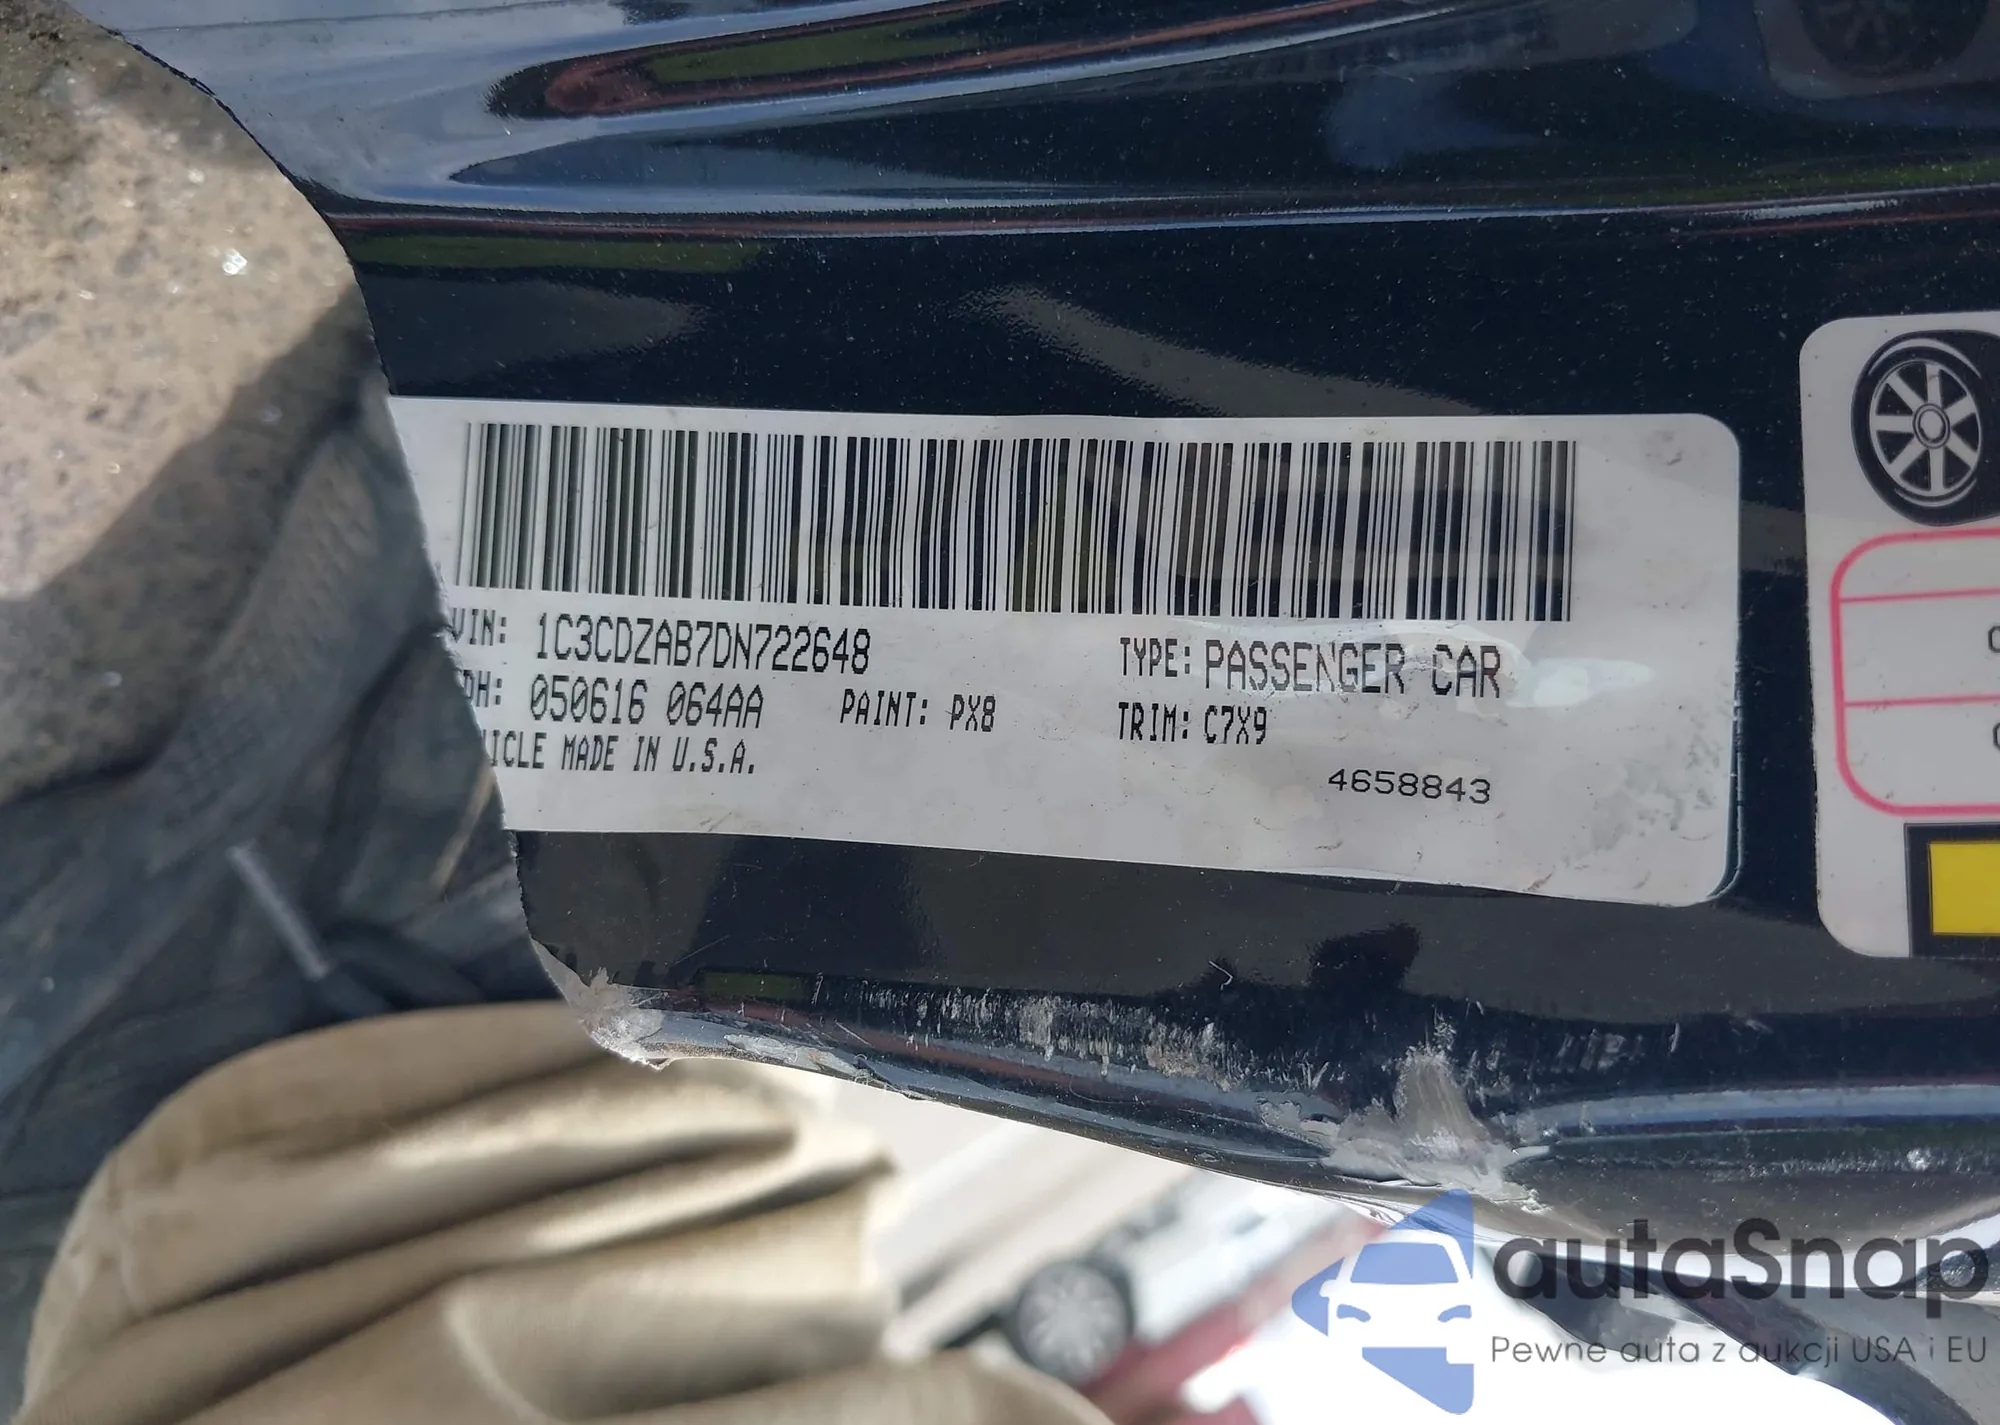 VIN: 1C3CDZAB7DN722648
TYPE: PASSENGER CAR
DH: 050616 064AA
PAINT: PX8
TRIM: C7X9
ICLE MADE IN U.S.A.
4658843
autaSnap
Pewne auta z aukcji USA i EU